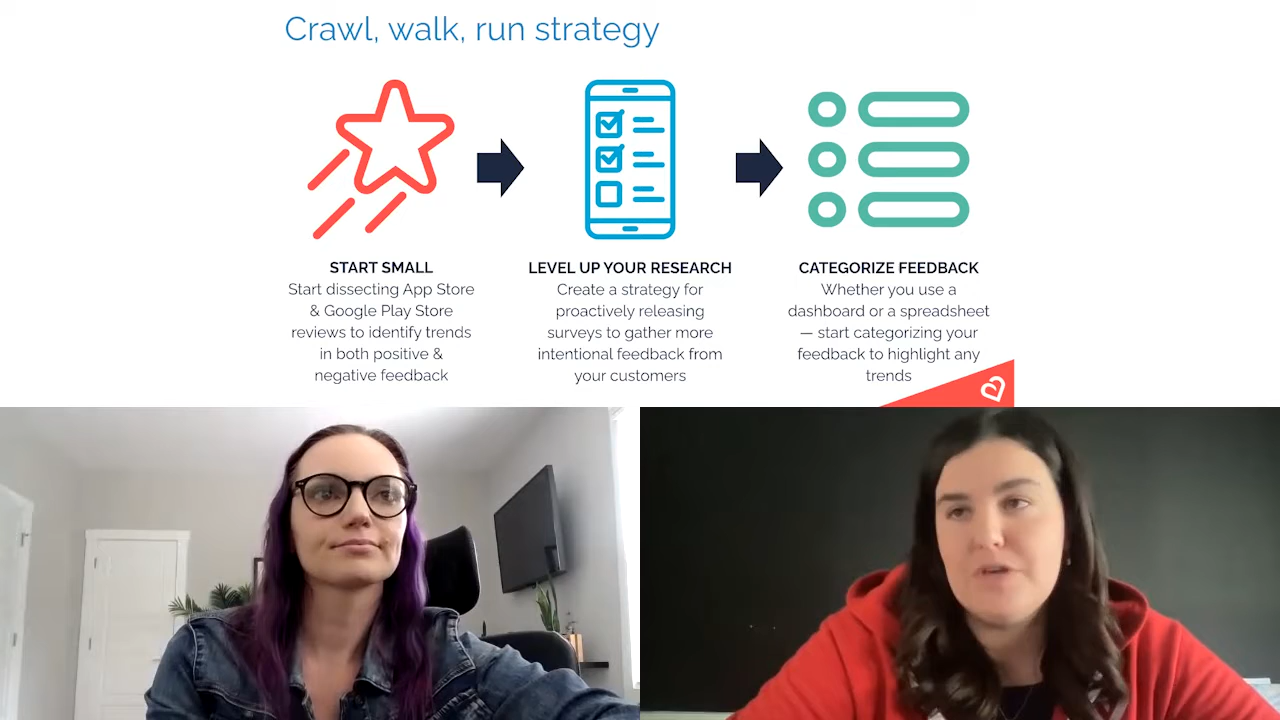 Crawl, walk, run strategy
START SMALL
Start dissecting App Store
& Google Play Store
reviews to identify trends
in both positive &
negative feedback
LEVEL UP YOUR RESEARCH
Create a strategy for
proactively releasing
surveys to gather more
intentional feedback from
your customers
CATEGORIZE FEEDBACK
Whether you use a
dashboard or a spreadsheet
— start categorizing your
feedback to highlight any
trends